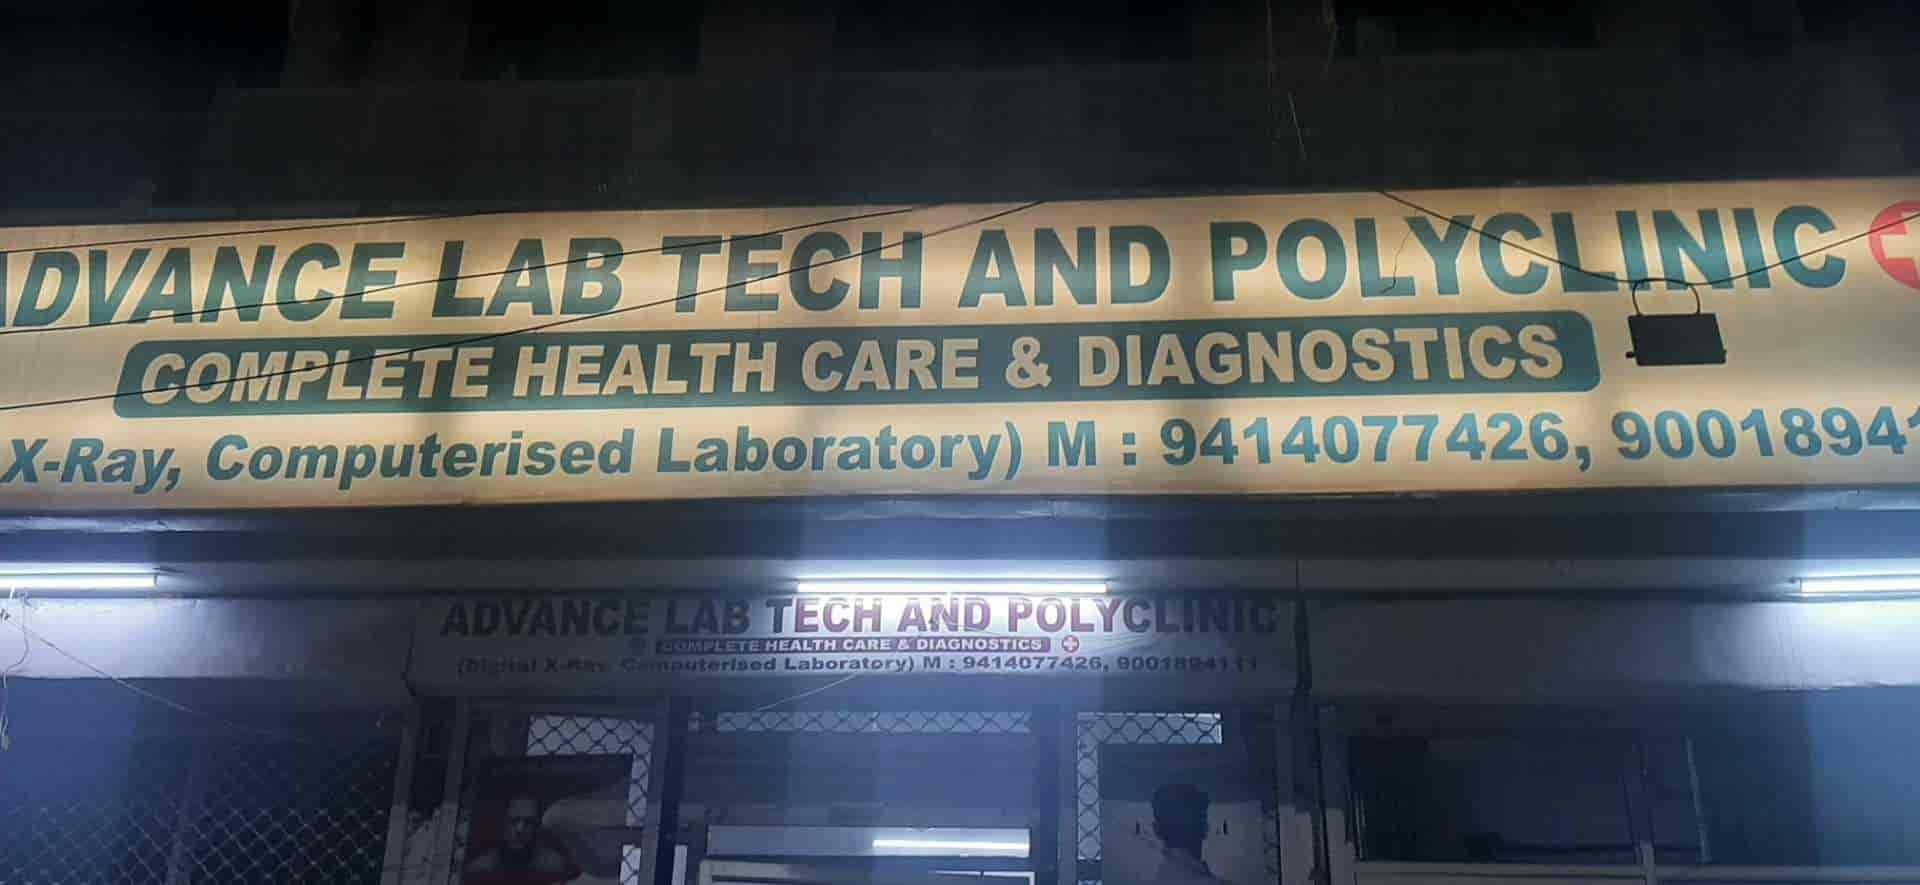 ADVANCE LAB TECH AND POLYCLINIC
COMPLETE HEALTH CARE & DIAGNOSTICS
X-Ray, Computerised Laboratory) M : 9414077426, 90018941
ADVANCE LAB TECH AND POLYCLINIC
COMPLETE HEALTH CARE & DIAGNOSTICS
(Digital X-Ray, Computerised Laboratory) M : 9414077426, 9001894111